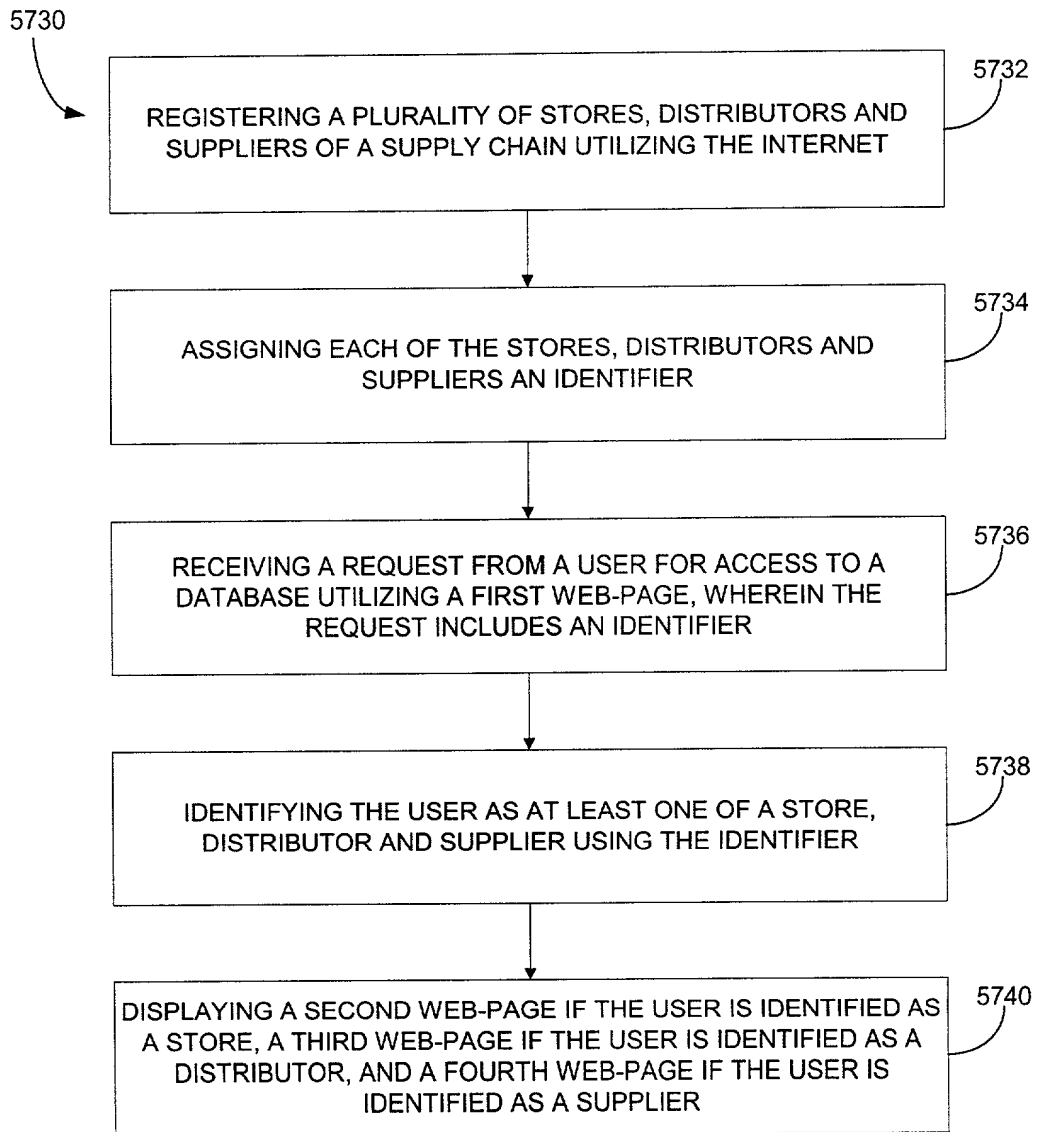 5730
5732
REGISTERING A PLURALITY OF STORES, DISTRIBUTORS AND
SUPPLIERS OF A SUPPLY CHAIN UTILIZING THE INTERNET
5734
ASSIGNING EACH OF THE STORES, DISTRIBUTORS AND
SUPPLIERS AN IDENTIFIER
5736
RECEIVING A REQUEST FROM A USER FOR ACCESS TO A
DATABASE UTILIZING A FIRST WEB-PAGE, WHEREIN THE
REQUEST INCLUDES AN IDENTIFIER
5738
IDENTIFYING THE USER AS AT LEAST ONE OF A STORE,
DISTRIBUTOR AND SUPPLIER USING THE IDENTIFIER
5740
DISPLAYING A SECOND WEB-PAGE IF THE USER IS IDENTIFIED AS
A STORE, A THIRD WEB-PAGE IF THE USER IS IDENTIFIED AS A
DISTRIBUTOR, AND A FOURTH WEB-PAGE IF THE USER IS
IDENTIFIED AS A SUPPLIER